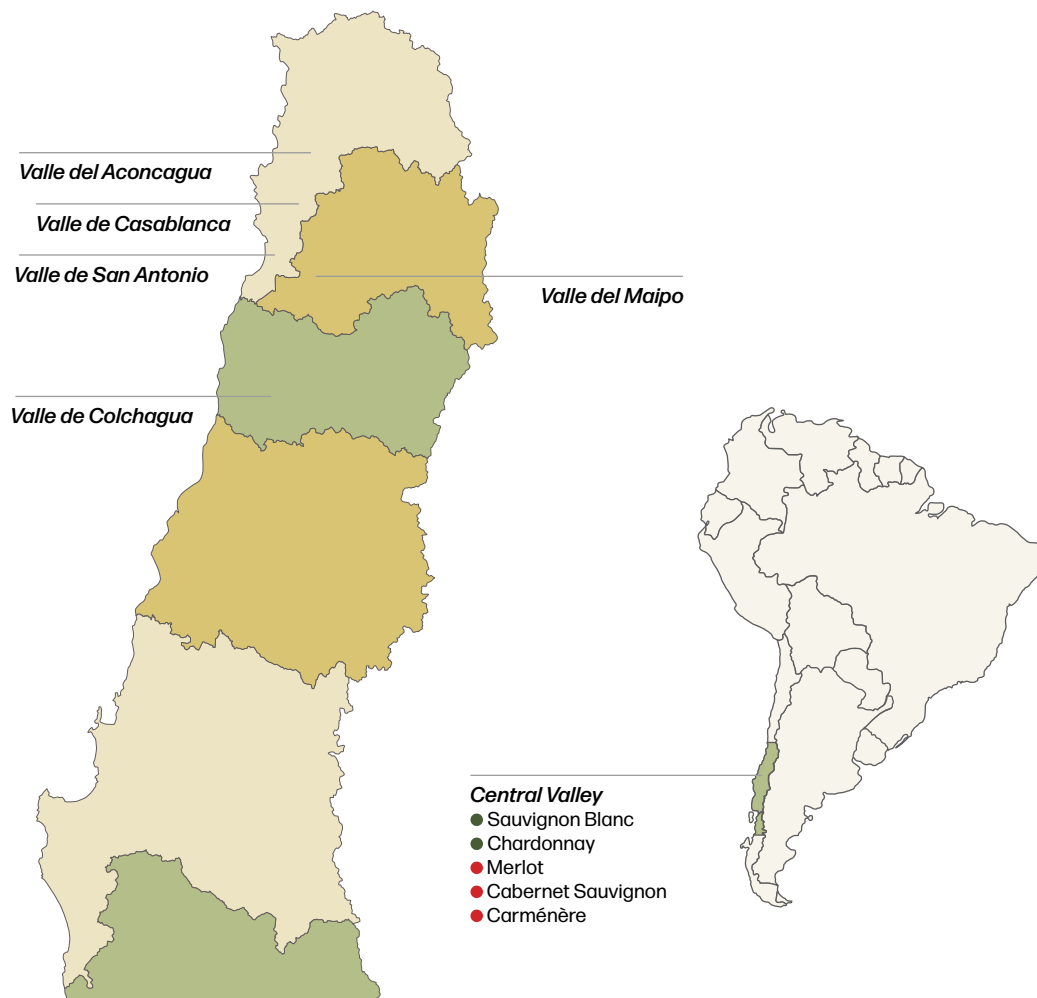 Valle del Aconcagua
Valle de Casablanca
Valle de San Antonio
Valle del Maipo
Valle de Colchagua
Central Valley
Sauvignon Blanc
Chardonnay
Merlot
Cabernet Sauvignon
Carménère